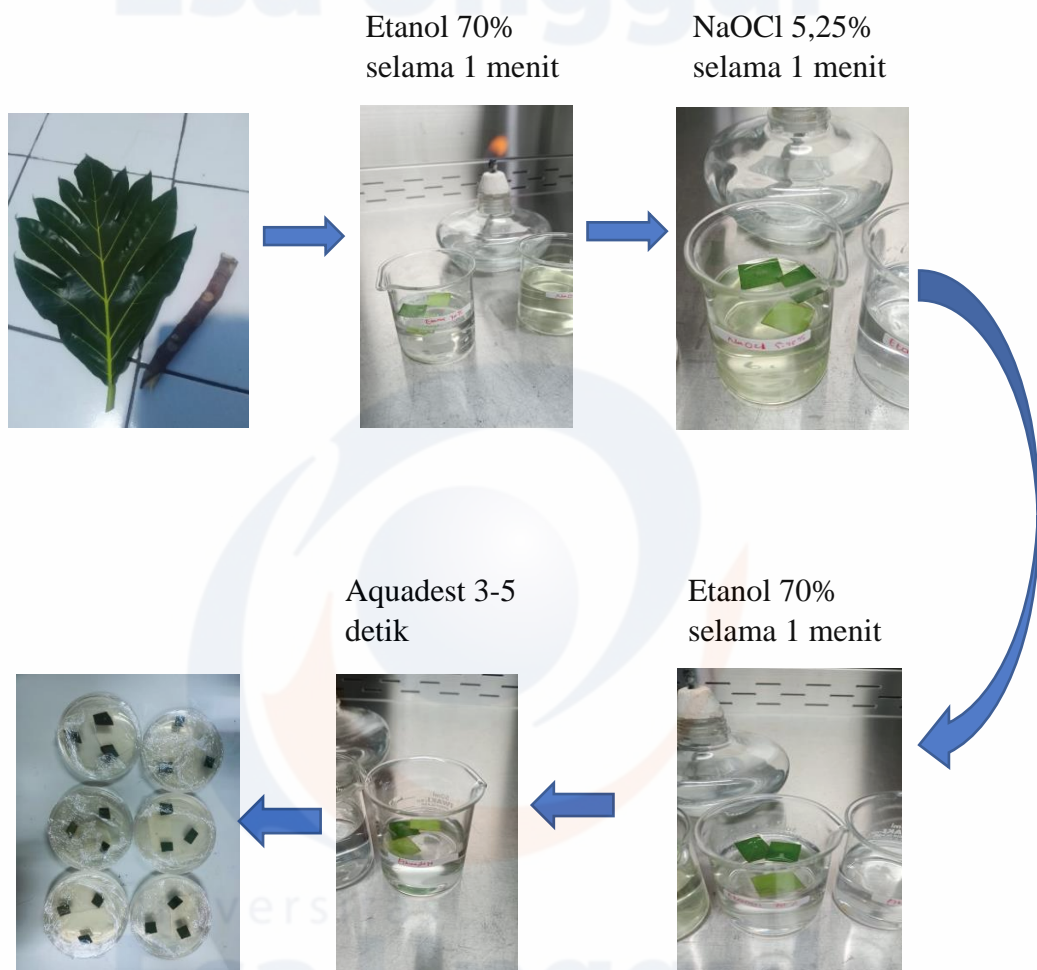 Etanol 70%
selama 1 menit
NaOCl 5,25%
selama 1 menit
Aquadest 3-5
detik
Etanol 70%
selama 1 menit